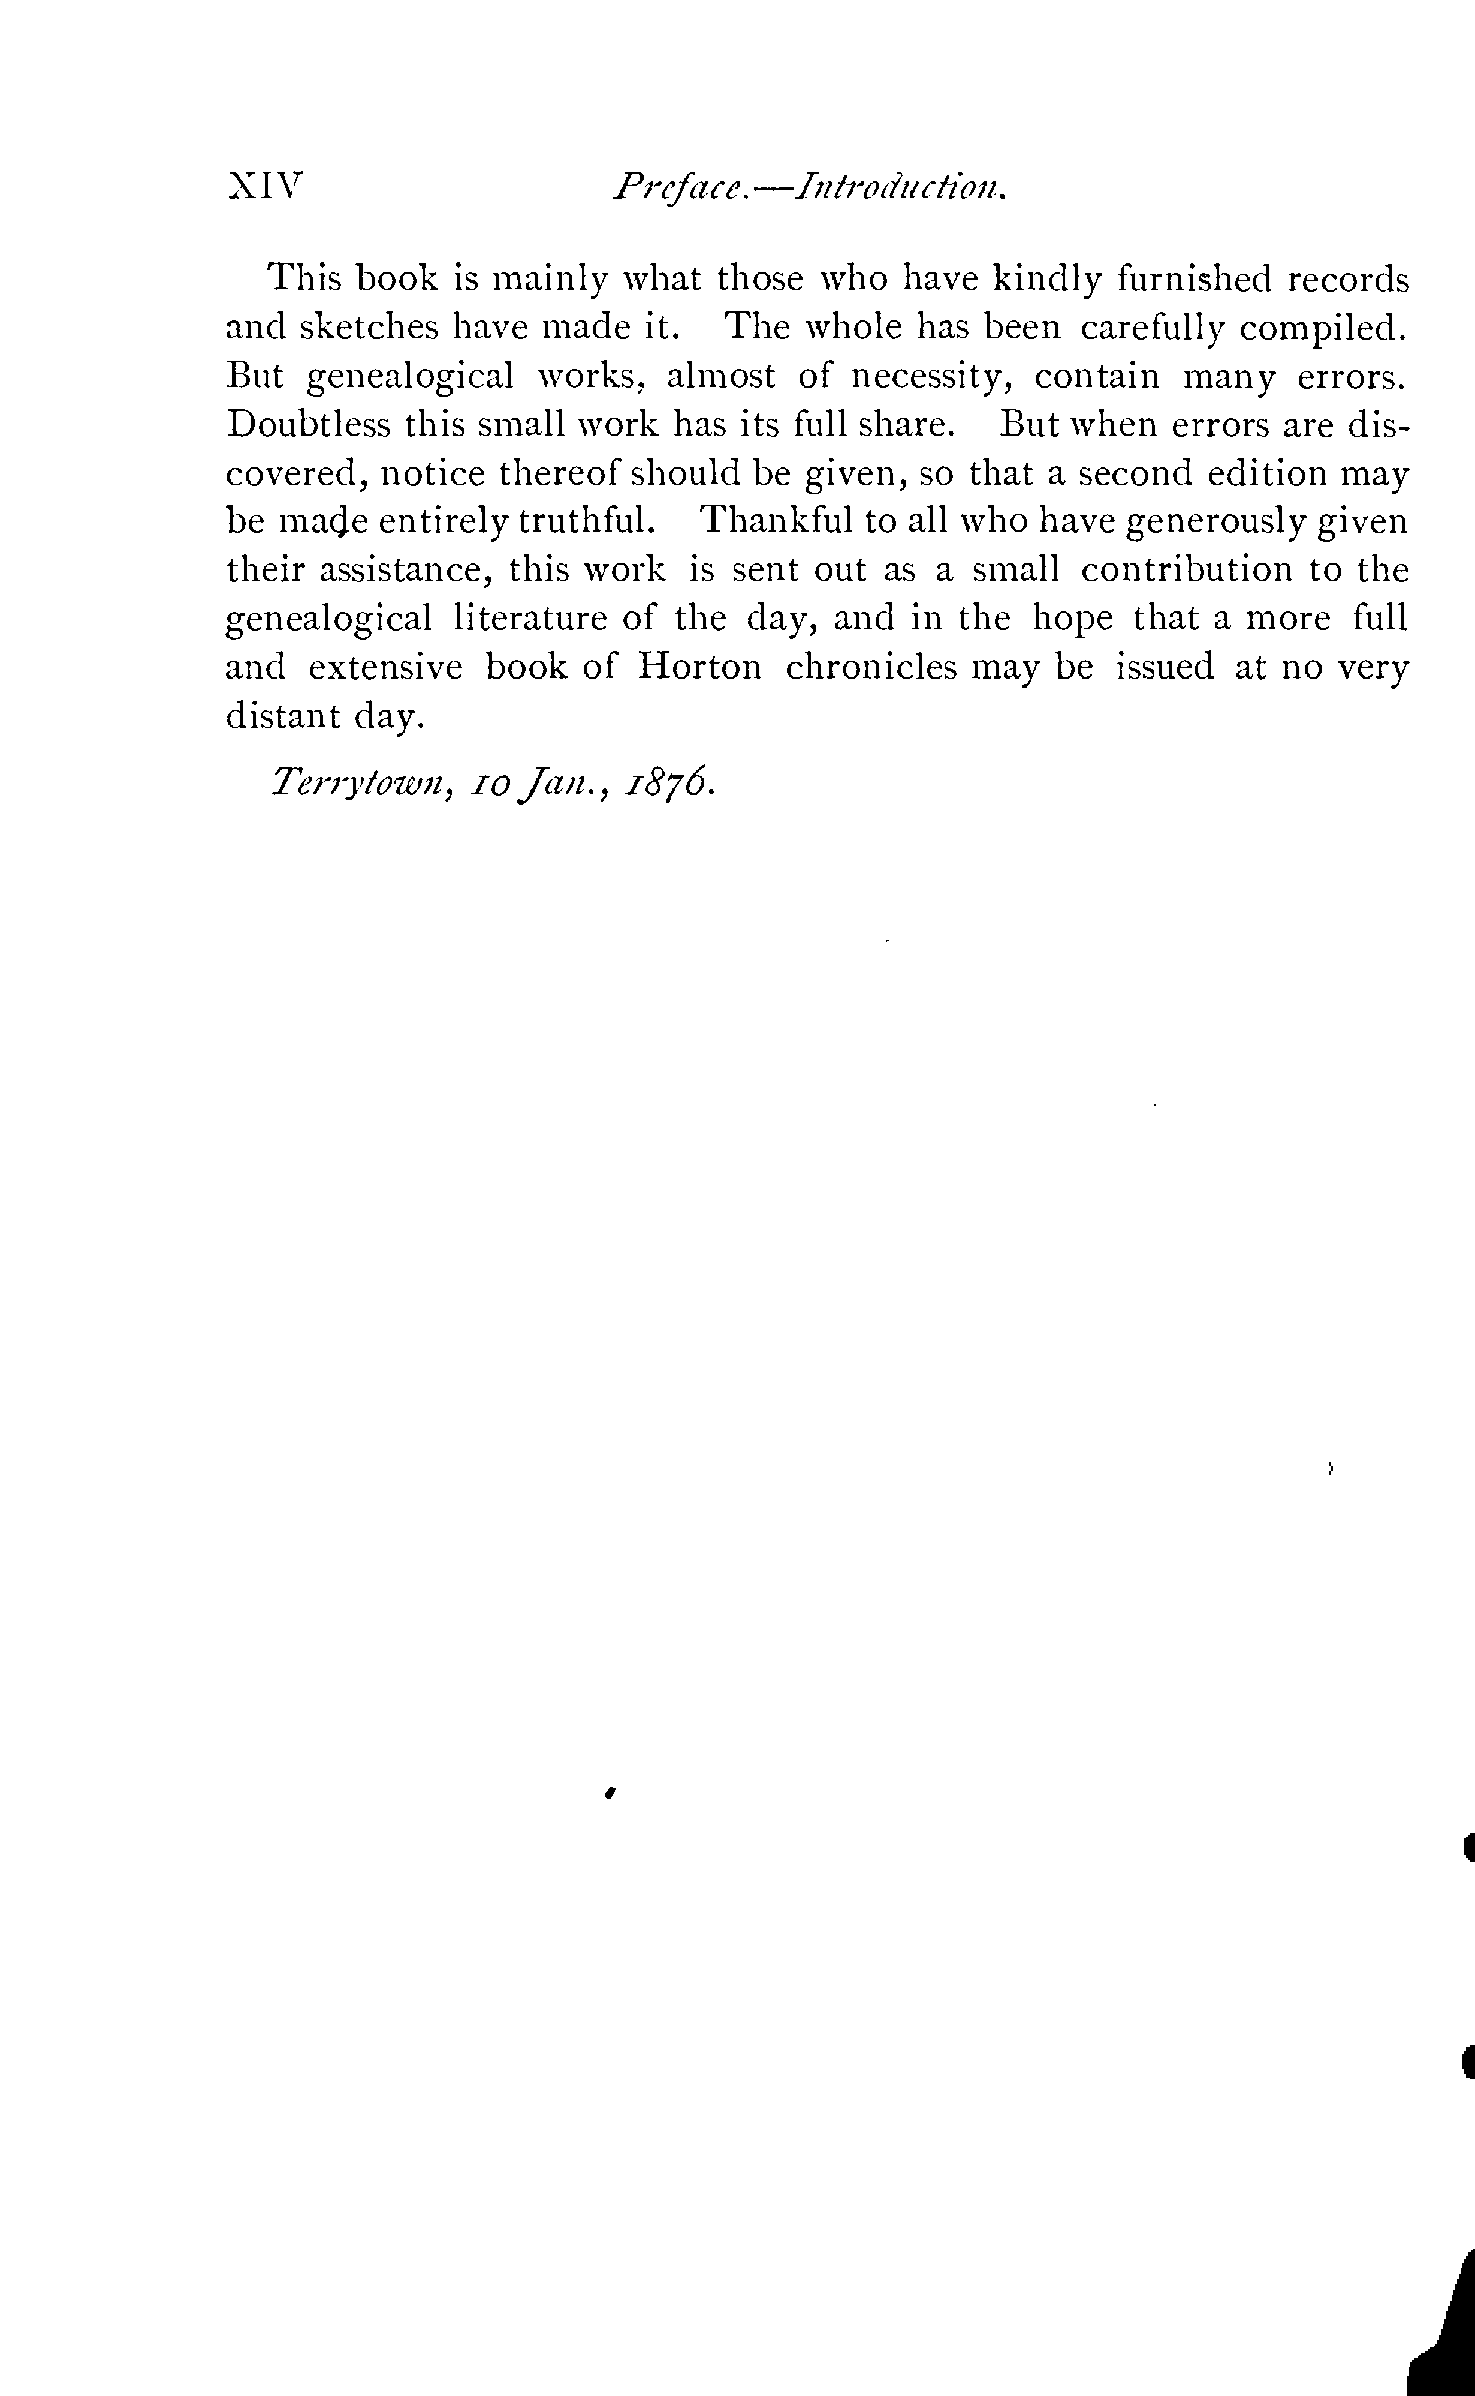 XIV Preface.—Introduction.
This book is mainly what those who have kindly furnished records
and sketches have made it. The whole has been carefully compiled.
But genealogical works, almost of necessity, contain many errors.
Doubtless this small work has its full share. But when errors are dis-
covered, notice thereof should be given, so that a second edition may
be made entirely truthful. Thankful to all who have generously given
their assistance, this work is sent out as a small contribution to the
genealogical literature of the day, and in the hope that a more full
and extensive book of Horton chronicles may be issued at no very
distant day.
Terrytown, 10 Jan., 1876.